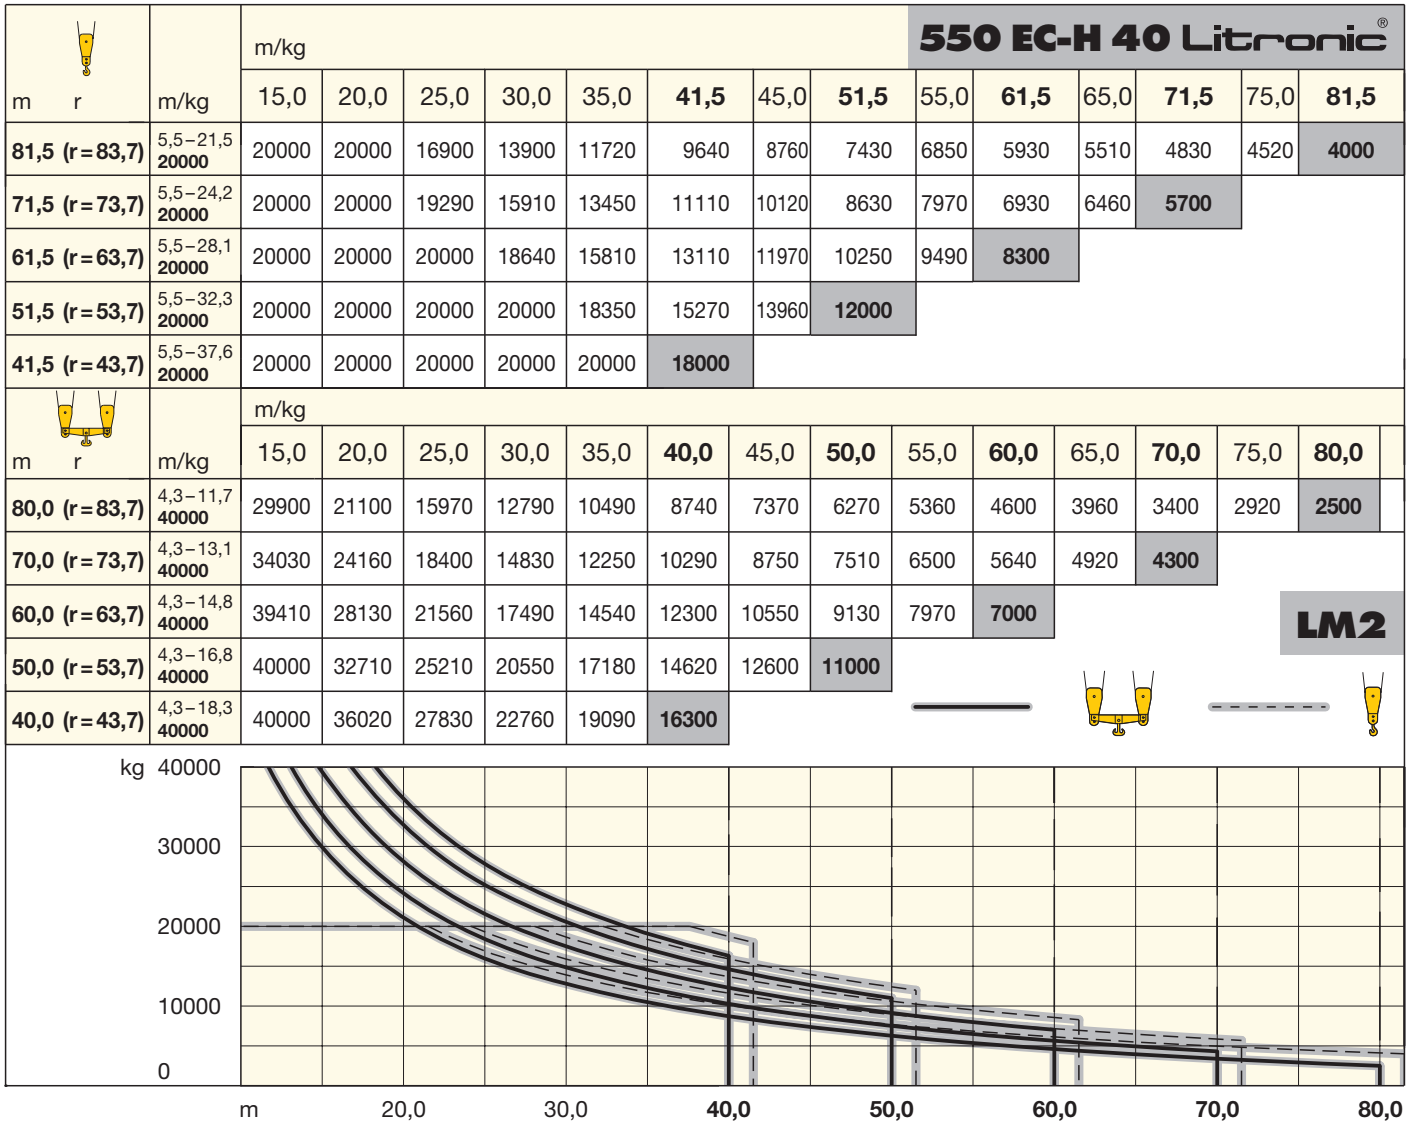 m/kg 550 EC-H 40 Litronic®
m r m/kg 15,0 20,0 25,0 30,0 35,0 41,5 45,0 51,5 55,0 61,5 65,0 71,5 75,0 81,5
81,5 (r = 83,7) 5,5 – 21,5 20000 20000 20000 16900 13900 11720 9640 8760 7430 6850 5930 5510 4830 4520 4000
71,5 (r = 73,7) 5,5 – 24,2 20000 20000 20000 19290 15910 13450 11110 10120 8630 7970 6930 6460 5700
61,5 (r = 63,7) 5,5 – 28,1 20000 20000 20000 20000 18640 15810 13110 11970 10250 9490 8300
51,5 (r = 53,7) 5,5 – 32,3 20000 20000 20000 20000 20000 18350 15270 13960 12000
41,5 (r = 43,7) 5,5 – 37,6 20000 20000 20000 20000 20000 20000 18000
m/kg
m r m/kg 15,0 20,0 25,0 30,0 35,0 40,0 45,0 50,0 55,0 60,0 65,0 70,0 75,0 80,0
80,0 (r = 83,7) 4,3 – 11,7 40000 29900 21100 15970 12790 10490 8740 7370 6270 5360 4600 3960 3400 2920 2500
70,0 (r = 73,7) 4,3 – 13,1 40000 34030 24160 18400 14830 12250 10290 8750 7510 6500 5640 4920 4300
60,0 (r = 63,7) 4,3 – 14,8 40000 39410 28130 21560 17490 14540 12300 10550 9130 7970 7000
LM2
50,0 (r = 53,7) 4,3 – 16,8 40000 40000 32710 25210 20550 17180 14620 12600 11000
40,0 (r = 43,7) 4,3 – 18,3 40000 40000 36020 27830 22760 19090 16300
kg 40000
30000
20000
10000
0
m 20,0 30,0 40,0 50,0 60,0 70,0 80,0